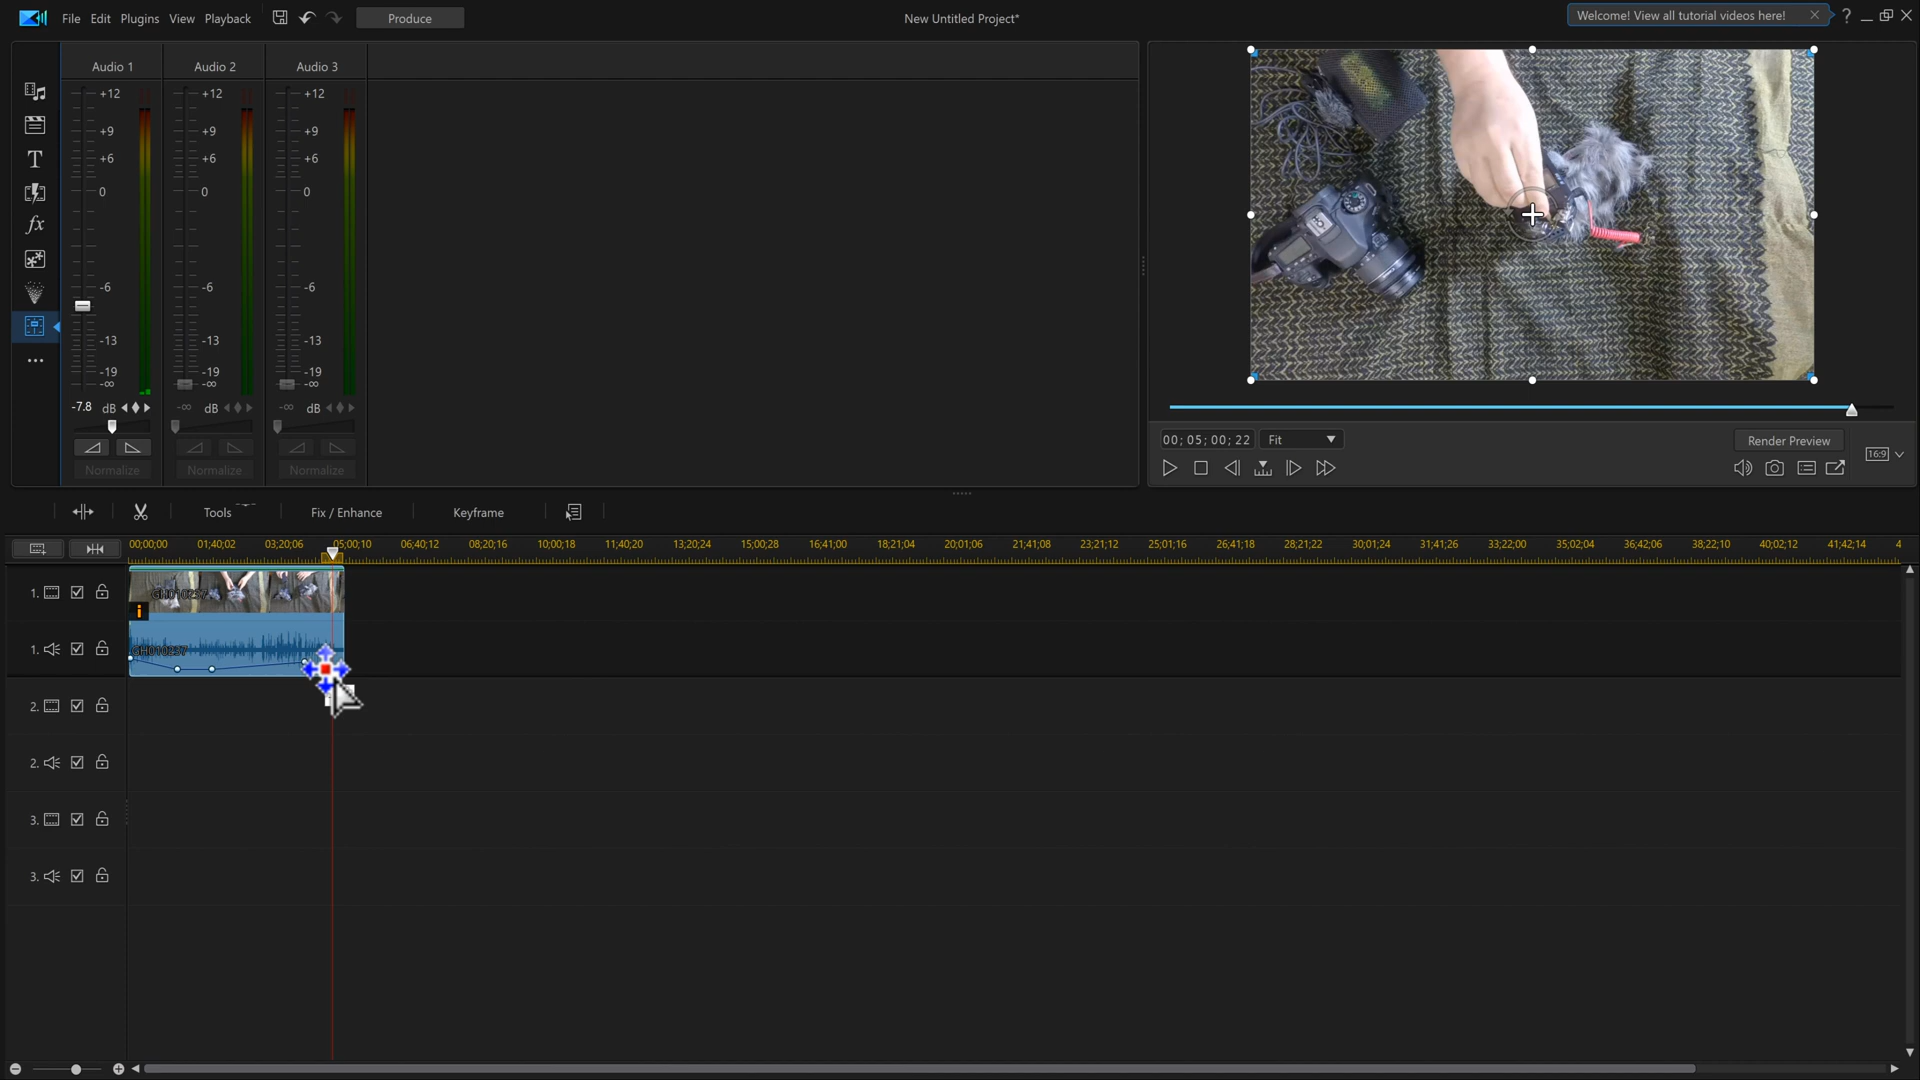 File Edit Plugins View Playback Produce New Untitled Project* Welcome! View all tutorial videos here! ?
Audio 1 Audio 2 Audio 3
+12 +12 +12
+9 +9 +9
+6 +6 +6
0 0 0
-6 -6 -6
-13 -13 -13
-19 -19 -19
-∞ -∞ -∞
-7.8 dB -∞ dB -∞ dB
Normalize Normalize Normalize
T
fx
00; 05; 00; 22 Fit Render Preview
16:9
Tools Fix / Enhance Keyframe
00;00;00 01;40;02 03;20;06 05;00;10 06;40;12 08;20;16 10;00;18 11;40;20 13;20;24 15;00;28 16;41;00 18;21;04 20;01;06 21;41;08 23;21;12 25;01;16 26;41;18 28;21;22 30;01;24 31;41;26 33;22;00 35;02;04 36;42;06 38;22;10 40;02;12 41;42;14 4
1. GH010237
i
1. GH010237
2.
2.
3.
3.